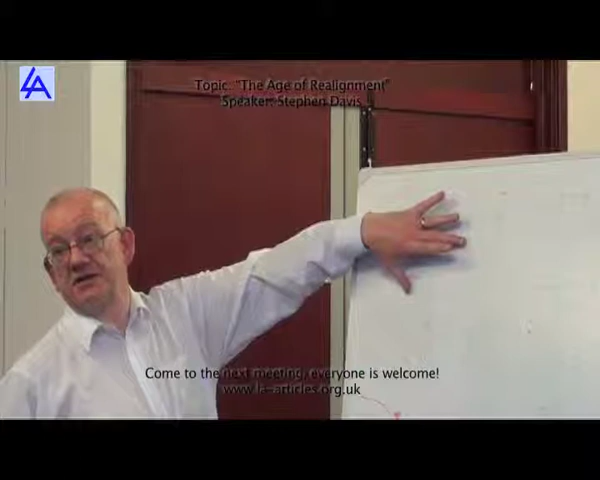 LA
Topic: "The Age of Realignment"
Speaker: Stephen Davis
Come to the next meeting, everyone is welcome!
www.la-articles.org.uk